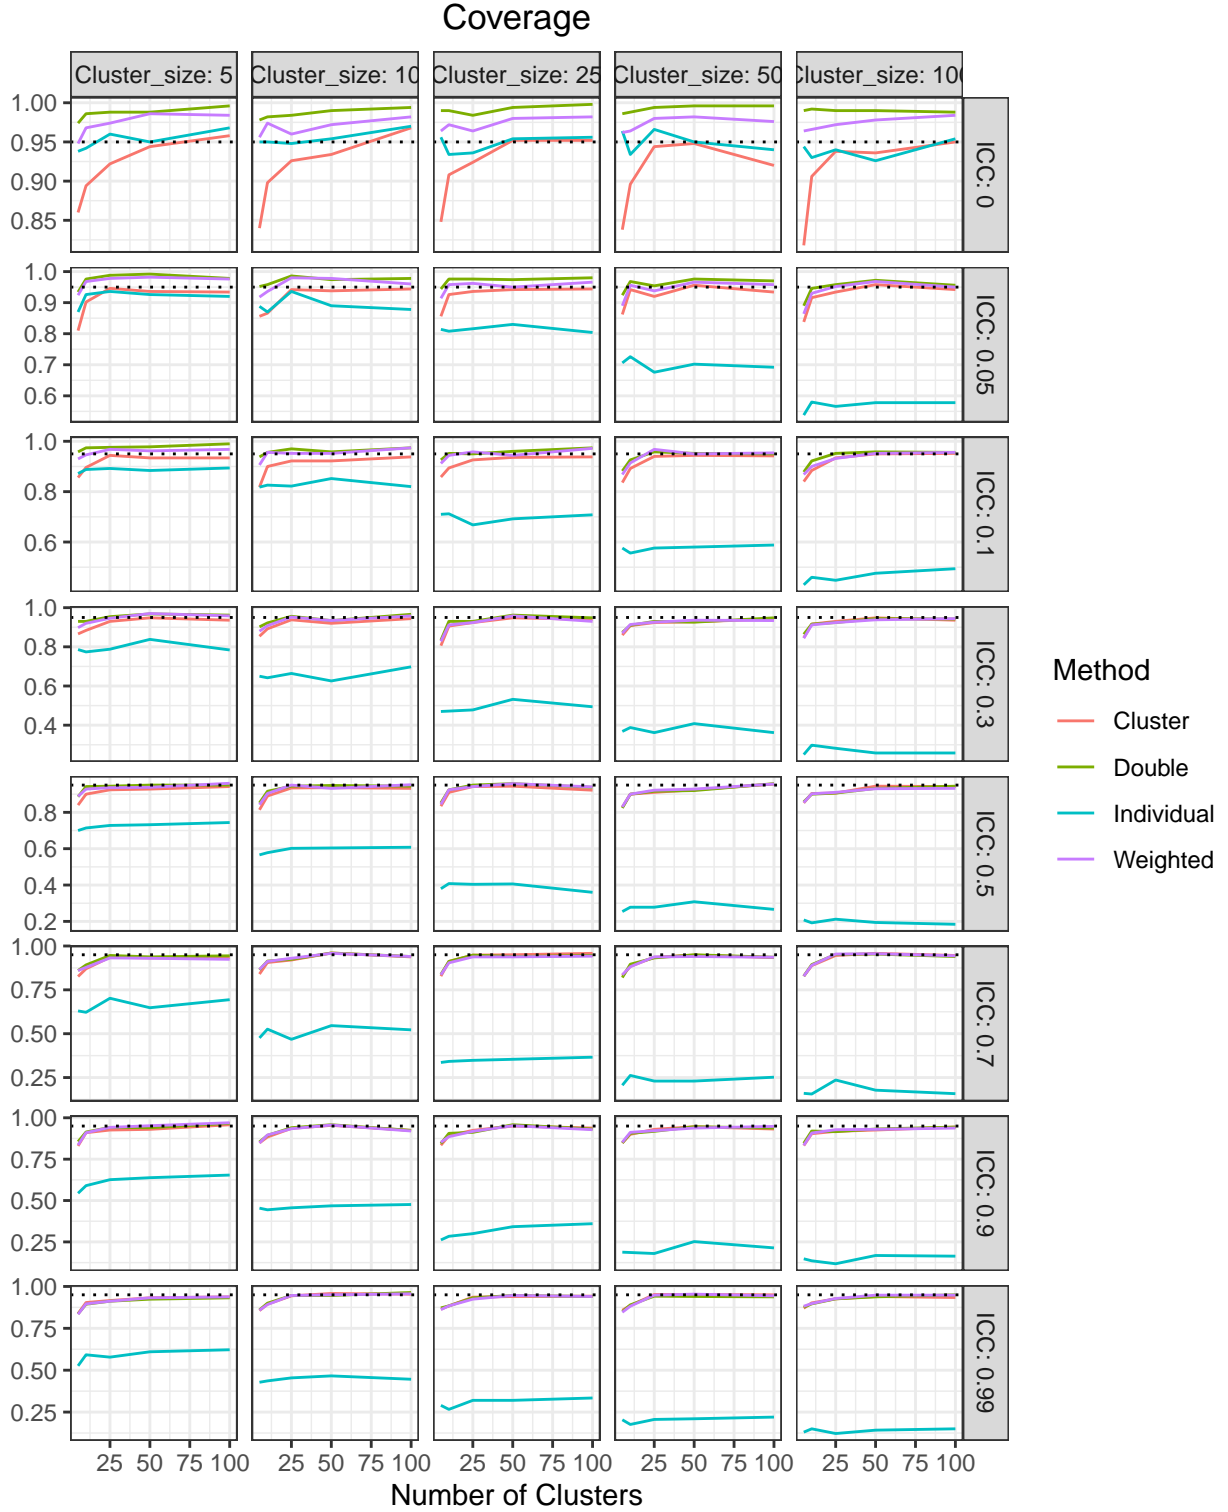 Coverage
Cluster_size: 5
Cluster_size: 10
Cluster_size: 25
Cluster_size: 50
Cluster_size: 100
1.00
0.95
0.90
0.85
ICC: 0
1.0
0.9
0.8
0.7
0.6
ICC: 0.05
1.0
0.8
0.6
ICC: 0.1
1.0
0.8
0.6
0.4
ICC: 0.3
0.8
0.6
0.4
0.2
ICC: 0.5
1.00
0.75
0.50
0.25
ICC: 0.7
1.00
0.75
0.50
0.25
ICC: 0.9
1.00
0.75
0.50
0.25
ICC: 0.99
25 50 75 100
25 50 75 100
25 50 75 100
25 50 75 100
25 50 75 100
Number of Clusters
Method
Cluster
Double
Individual
Weighted